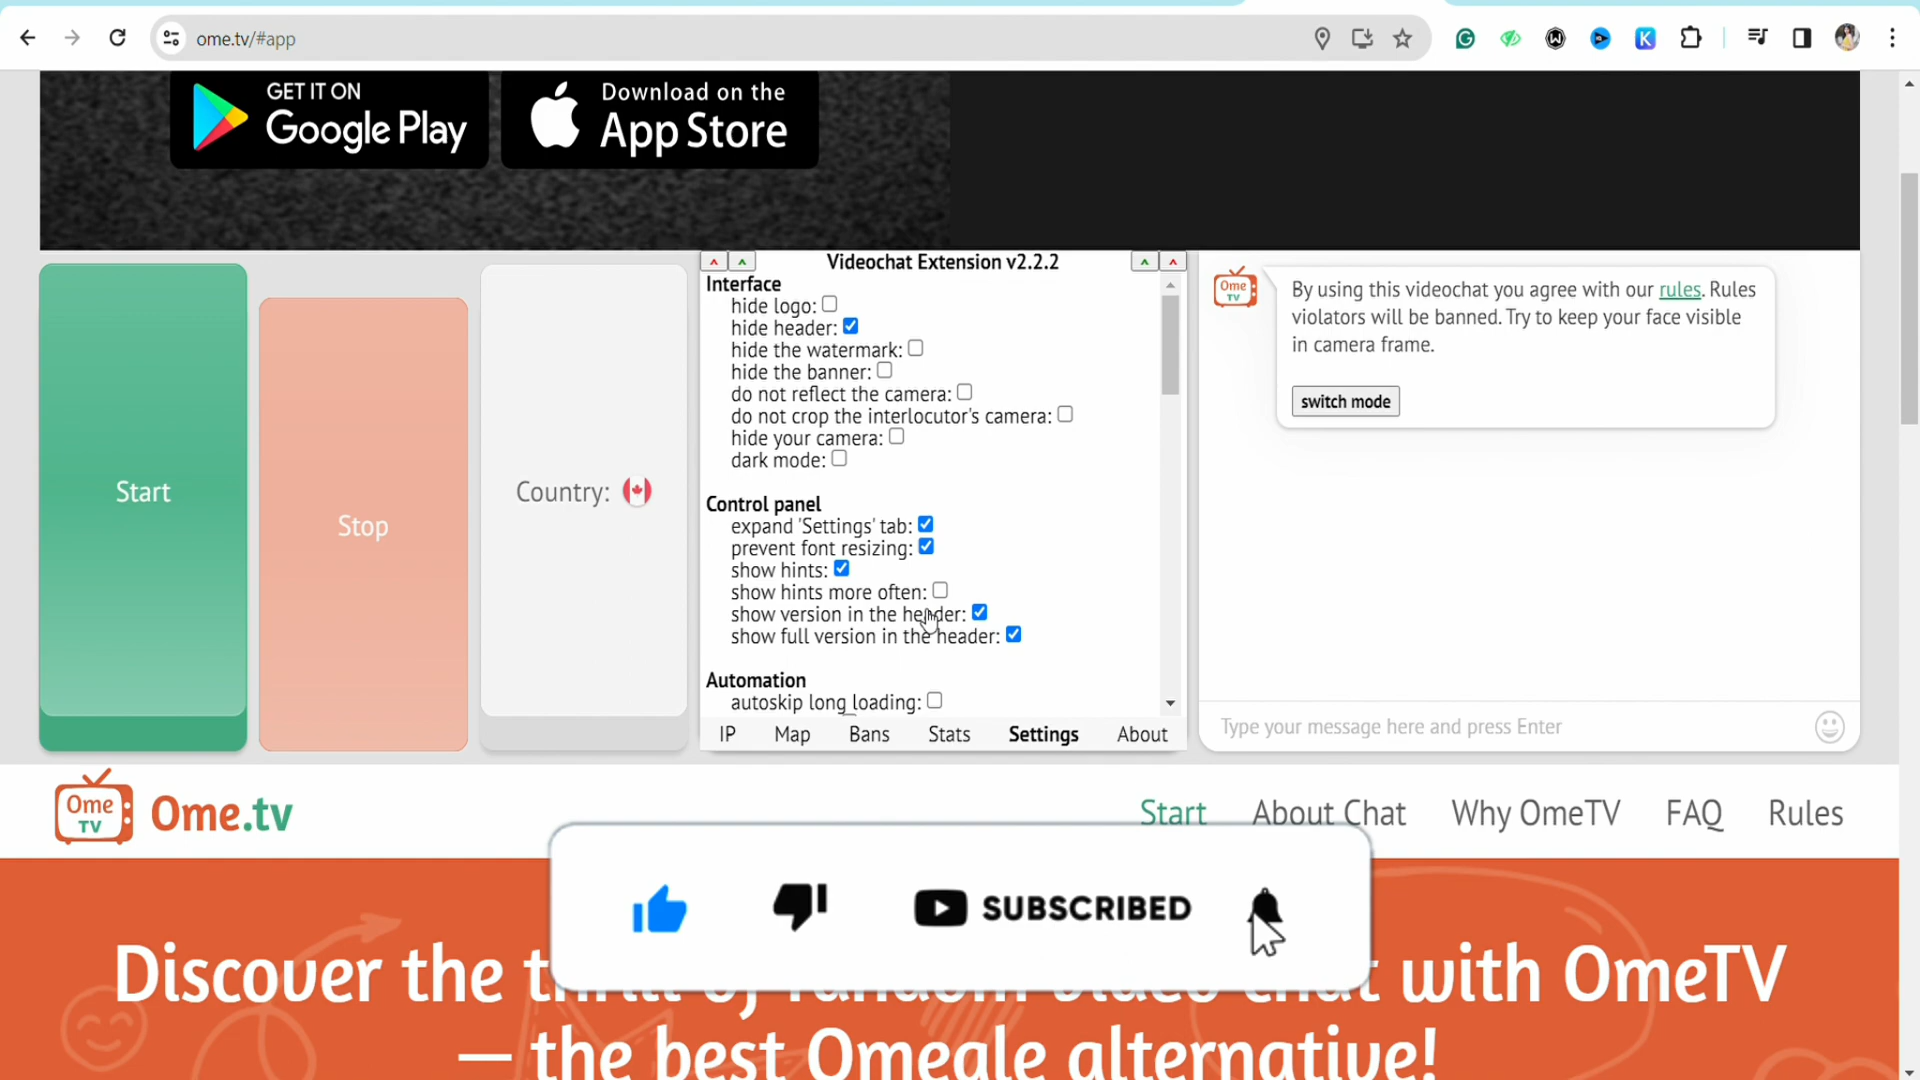 ome.tv/#app
GET IT ON
Google Play
Download on the
App Store
Start
Stop
Country:
Videochat Extension v2.2.2
Interface
hide logo:
hide header:
hide the watermark:
hide the banner:
do not reflect the camera:
do not crop the interlocutor's camera:
hide your camera:
dark mode:
Control panel
expand 'Settings' tab:
prevent font resizing:
show hints:
show hints more often:
show version in the header:
show full version in the header:
Automation
autoskip long loading:
IP Map Bans Stats Settings About
Ome
TV
By using this videochat you agree with our rules. Rules
violators will be banned. Try to keep your face visible
in camera frame.
switch mode
Type your message here and press Enter
Ome
TV
Ome.tv
Start About Chat Why OmeTV FAQ Rules
SUBSCRIBED
Discover the thrill of random video chat with OmeTV
— the best Omegle alternative!